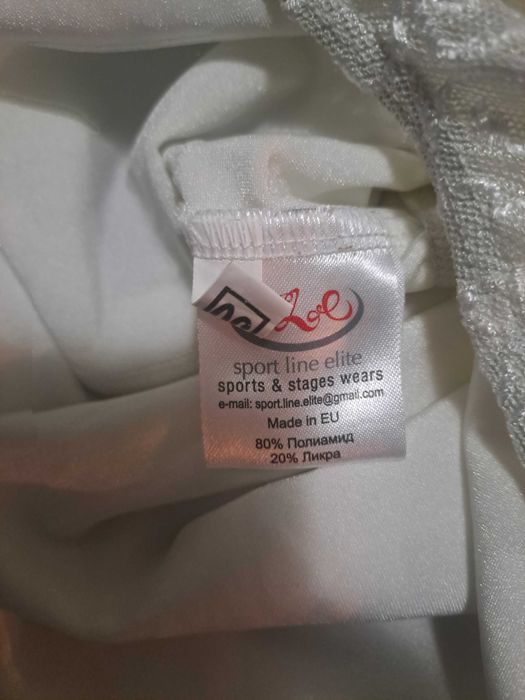 sport line elite
sports & stages wears
e-mail: sport.line.elite@gmail.com
Made in EU
80% Полиамид
20% Ликра